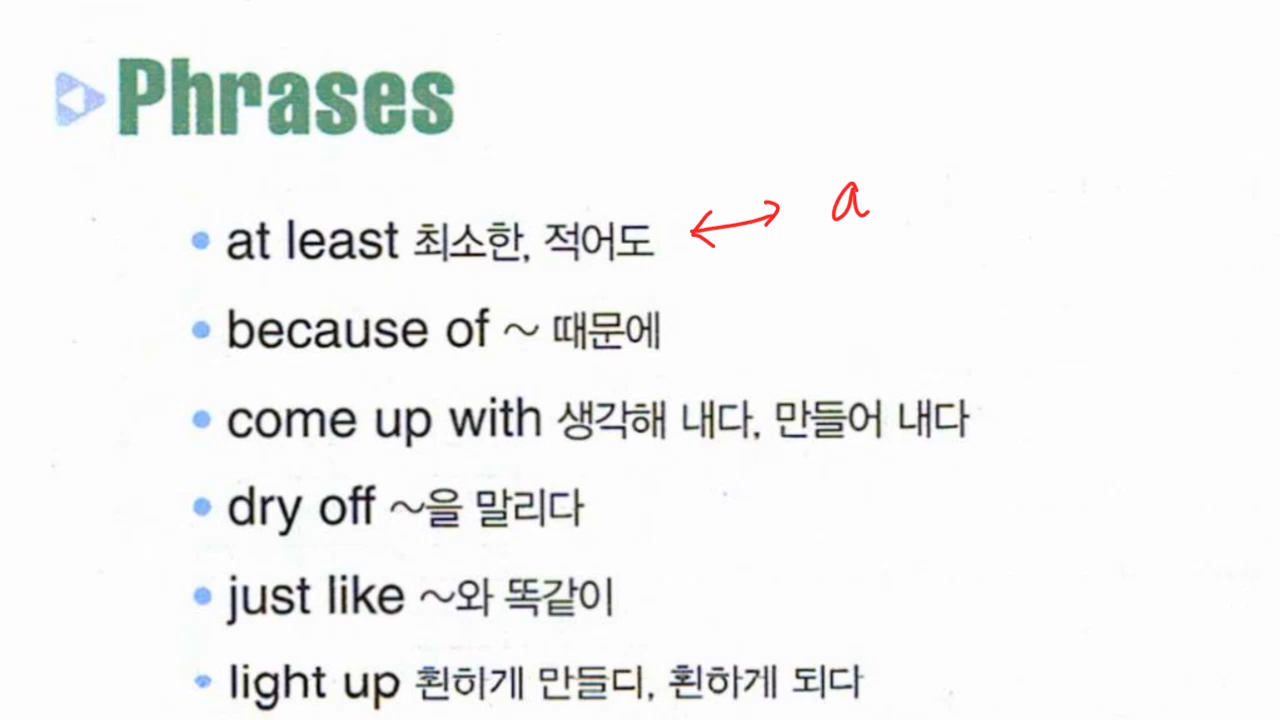 Phrases
at least 최소한, 적어도 ↔ a
because of ~ 때문에
come up with 생각해 내다, 만들어 내다
dry off ~을 말리다
just like ~와 똑같이
light up 횐하게 만들디, 횐하게 되다